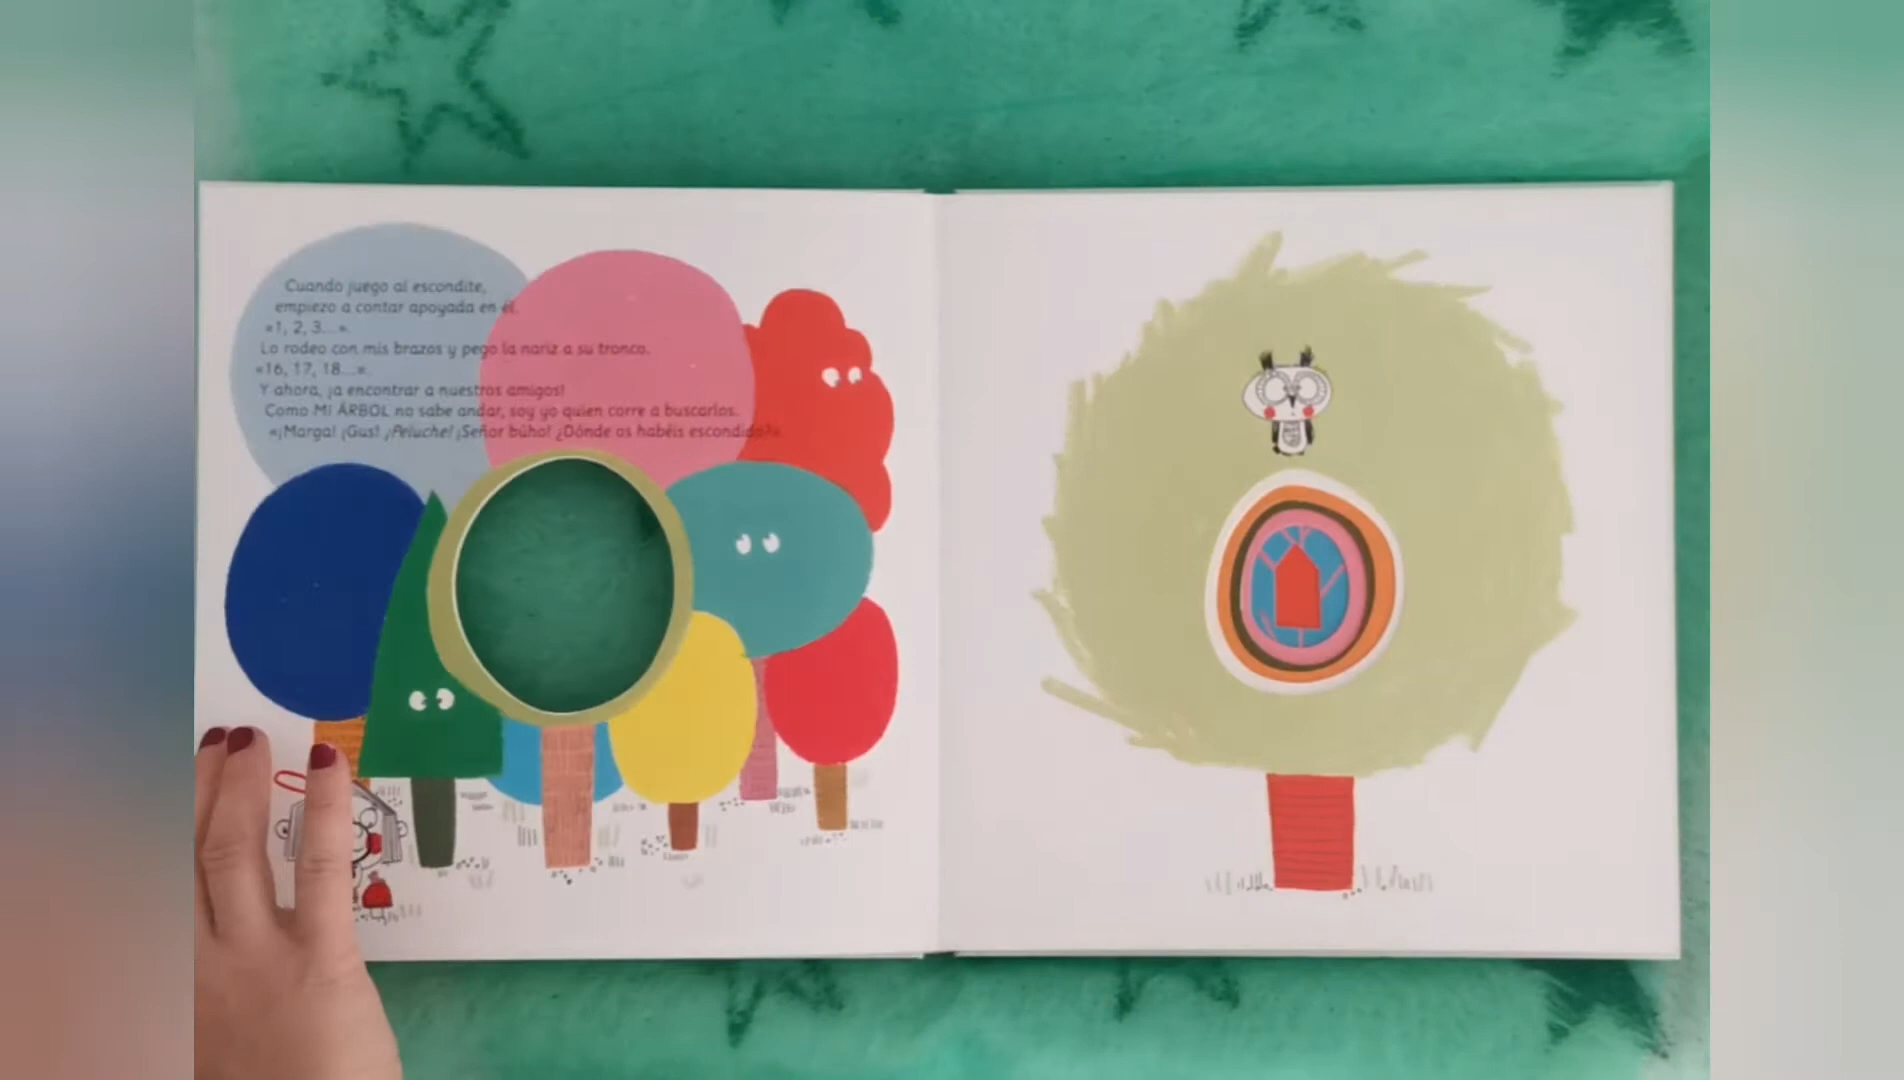 Cuando juego al escondite,
empiezo a contar apoyada en él.
«1, 2, 3...».
Lo rodeo con mis brazos y pego la nariz a su tronco.
«16, 17, 18...».
Y ahora, ¡a encontrar a nuestros amigos!
Como MI ÁRBOL no sabe andar, soy yo quien corre a buscarlos.
«¡Marga! ¡Gus! ¡Peluche! ¡Señor búho! ¿Dónde os habéis escondido?».